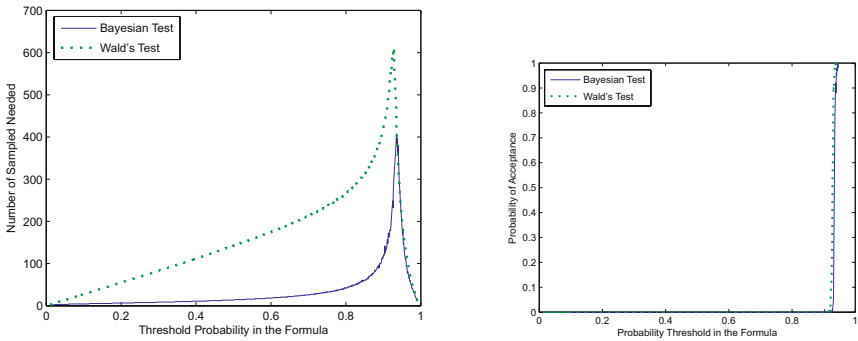 700
600
500
400
300
200
100
0
Number of Sampled Needed
Bayesian Test
Wald's Test
0 0.2 0.4 0.6 0.8 1
Threshold Probability in the Formula
1
0.9
0.8
0.7
0.6
0.5
0.4
0.3
0.2
0.1
0
Probability of Acceptance
Bayesian Test
Wald's Test
0 0.2 0.4 0.6 0.8 1
Probability Threshold in the Formula